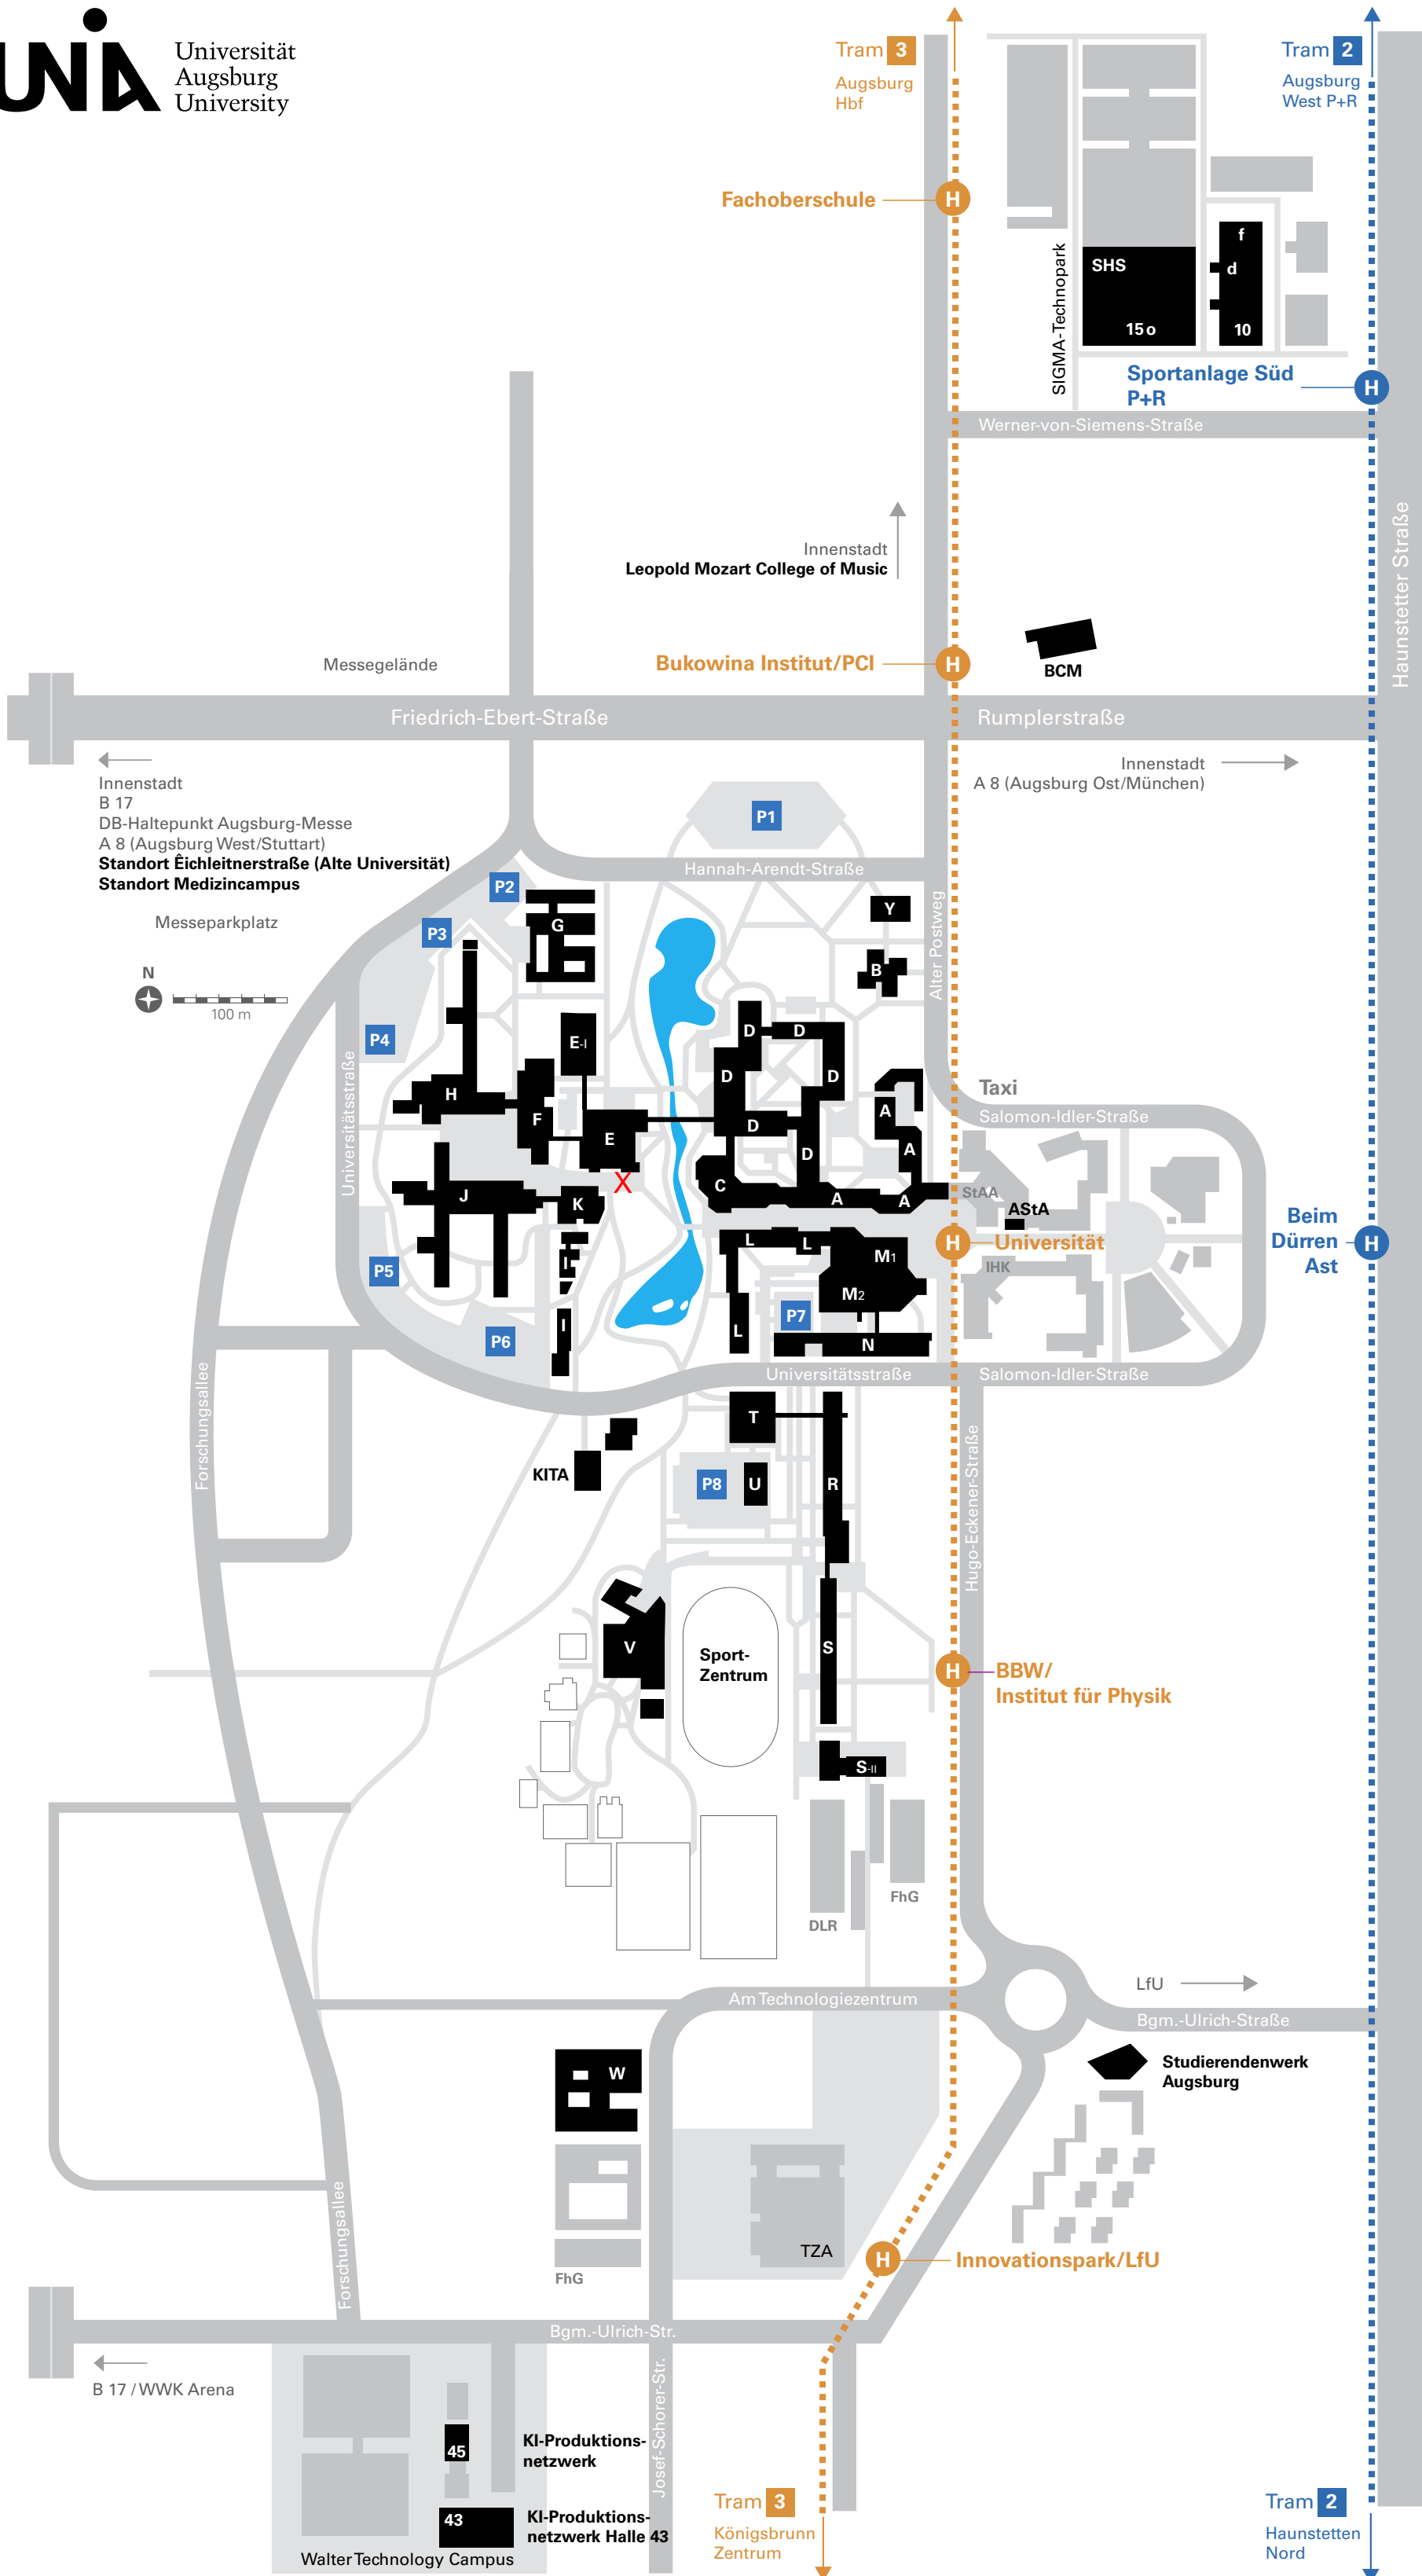 UNIA
Universität
Augsburg
University
Tram 3
Augsburg
Hbf
Tram 2
Augsburg
West P+R
Fachoberschule
H
SIGMA-Technopark
SHS
15 o
f
d
10
Sportanlage Süd
P+R
H
Werner-von-Siemens-Straße
Haunstetter Straße
Innenstadt
Leopold Mozart College of Music
Bukowina Institut/PCI
H
BCM
Messegelände
Friedrich-Ebert-Straße
Rumplerstraße
Innenstadt
B 17
DB-Haltepunkt Augsburg-Messe
A 8 (Augsburg West/Stuttart)
Standort Êichleitnerstraße (Alte Universität)
Standort Medizincampus
Innenstadt
A 8 (Augsburg Ost/München)
Messeparkplatz
N
100 m
P1
Hannah-Arendt-Straße
Alter Postweg
P2
P3
P4
G
Y
B
E-I
D
D
D
D
D
D
H
F
E
A
A
X
C
A
A
J
K
Universitätsstraße
Taxi
Salomon-Idler-Straße
StAA
AStA
H
Universität
IHK
Beim
Dürren
Ast
H
L
L
M1
M2
P5
I
P6
I
P7
L
N
Universitätsstraße
Salomon-Idler-Straße
Forschungsallee
T
KITA
P8
U
R
Hugo-Eckener-Straße
V
Sport-
Zentrum
S
H
BBW/
Institut für Physik
S-II
FhG
DLR
LfU
Am Technologiezentrum
Bgm.-Ulrich-Straße
Studierendenwerk
Augsburg
W
FhG
TZA
H
Innovationspark/LfU
Forschungsallee
Bgm.-Ulrich-Str.
B 17 / WWK Arena
Josef-Schorer-Str.
45
KI-Produktions-
netzwerk
43
KI-Produktions-
netzwerk Halle 43
Walter Technology Campus
Tram 3
Königsbrunn
Zentrum
Tram 2
Haunstetten
Nord